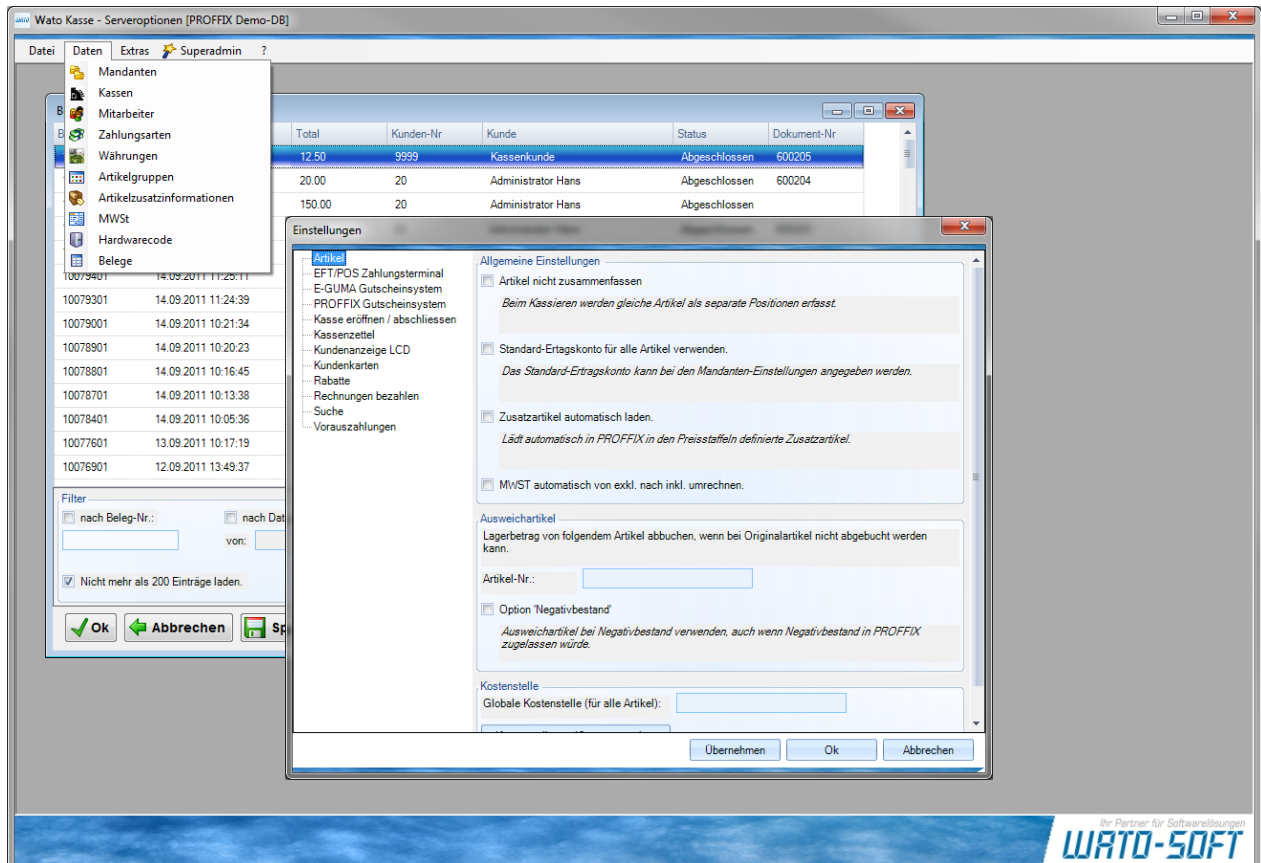 Wato Kasse - Serveroptionen [PROFFIX Demo-DB]
Datei Daten Extras Superadmin ?
Mandanten
Kassen
Mitarbeiter
Zahlungsarten
Währungen
Artikelgruppen
Artikelzusatzinformationen
MWSt
Hardwarecode
Belege
Total Kunden-Nr Kunde Status Dokument-Nr
12.50 9999 Kassenkunde Abgeschlossen 600205
20.00 20 Administrator Hans Abgeschlossen 600204
150.00 20 Administrator Hans Abgeschlossen
10079401 14.09.2011 11:25:11
10079301 14.09.2011 11:24:39
10079001 14.09.2011 10:21:34
10078901 14.09.2011 10:20:23
10078801 14.09.2011 10:16:45
10078701 14.09.2011 10:13:38
10078401 14.09.2011 10:05:36
10077601 13.09.2011 10:17:19
10076901 12.09.2011 13:49:37
Filter
nach Beleg-Nr.: nach Dat
von:
Nicht mehr als 200 Einträge laden.
Ok Abbrechen Sp
Einstellungen
Artikel
EFT/POS Zahlungsterminal
E-GUMA Gutscheinsystem
PROFFIX Gutscheinsystem
Kasse eröffnen / abschliessen
Kassenzettel
Kundenanzeige LCD
Kundenkarten
Rabatte
Rechnungen bezahlen
Suche
Vorauszahlungen
Allgemeine Einstellungen
Artikel nicht zusammenfassen
Beim Kassieren werden gleiche Artikel als separate Positionen erfasst.
Standard-Ertagskonto für alle Artikel verwenden.
Das Standard-Ertragskonto kann bei den Mandanten-Einstellungen angegeben werden.
Zusatzartikel automatisch laden.
Lädt automatisch in PROFFIX in den Preisstaffeln definierte Zusatzartikel.
MWST automatisch von exkl. nach inkl. umrechnen.
Ausweichartikel
Lagerbetrag von folgendem Artikel abbuchen, wenn bei Originalartikel nicht abgebucht werden
kann.
Artikel-Nr.:
Option 'Negativbestand'
Ausweichartikel bei Negativbestand verwenden, auch wenn Negativbestand in PROFFIX
zugelassen würde.
Kostenstelle
Globale Kostenstelle (für alle Artikel):
Übernehmen Ok Abbrechen
Ihr Partner für Softwarelösungen
WATO-SOFT